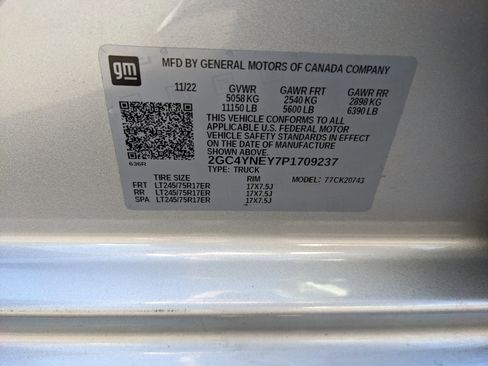 gm
MFD BY GENERAL MOTORS OF CANADA COMPANY
11/22 GVWR GAWR FRT GAWR RR
5058 KG 2540 KG 2898 KG
11150 LB 5600 LB 6390 LB
THIS VEHICLE CONFORMS TO ALL
APPLICABLE U.S. FEDERAL MOTOR
VEHICLE SAFETY STANDARDS IN EFFECT
ON THE DATE OF MANUFACTURE
SHOWN ABOVE.
2GC4YNEY7P1709237
636R TYPE: TRUCK
TIRE SIZE RIM MODEL: 77CK20743
FRT LT245/75R17ER 17X7.5J
RR LT245/75R17ER 17X7.5J
SPA LT245/75R17ER 17X7.5J